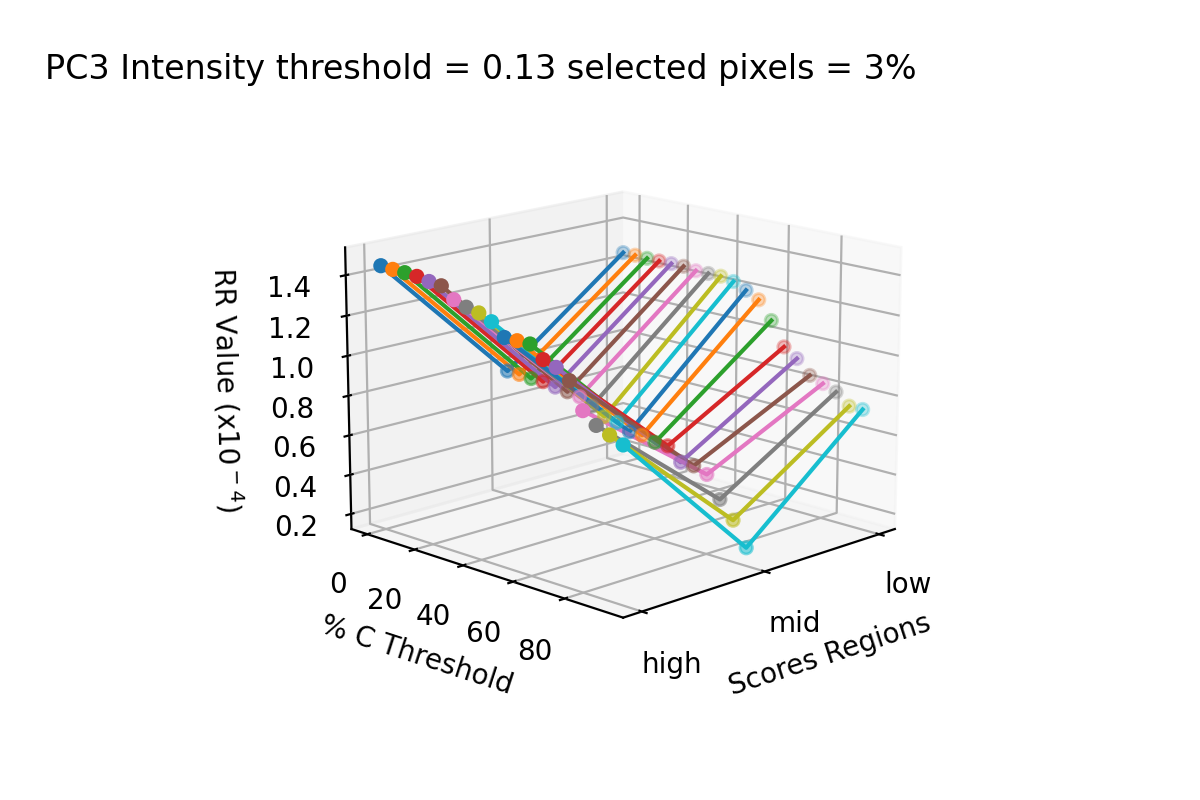 PC3 Intensity threshold = 0.13 selected pixels = 3%
RR Value (x10⁻⁴)
1.4
1.2
1.0
0.8
0.6
0.4
0.2
0
20
40
60
80
% C Threshold
high
mid
low
Scores Regions